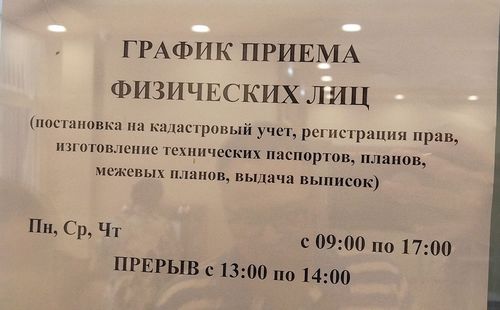 ГРАФИК ПРИЕМА
ФИЗИЧЕСКИХ ЛИЦ
(постановка на кадастровый учет, регистрация прав,
изготовление технических паспортов, планов,
межевых планов, выдача выписок)
Пн, Ср, Чт с 09:00 по 17:00
ПРЕРЫВ с 13:00 по 14:00